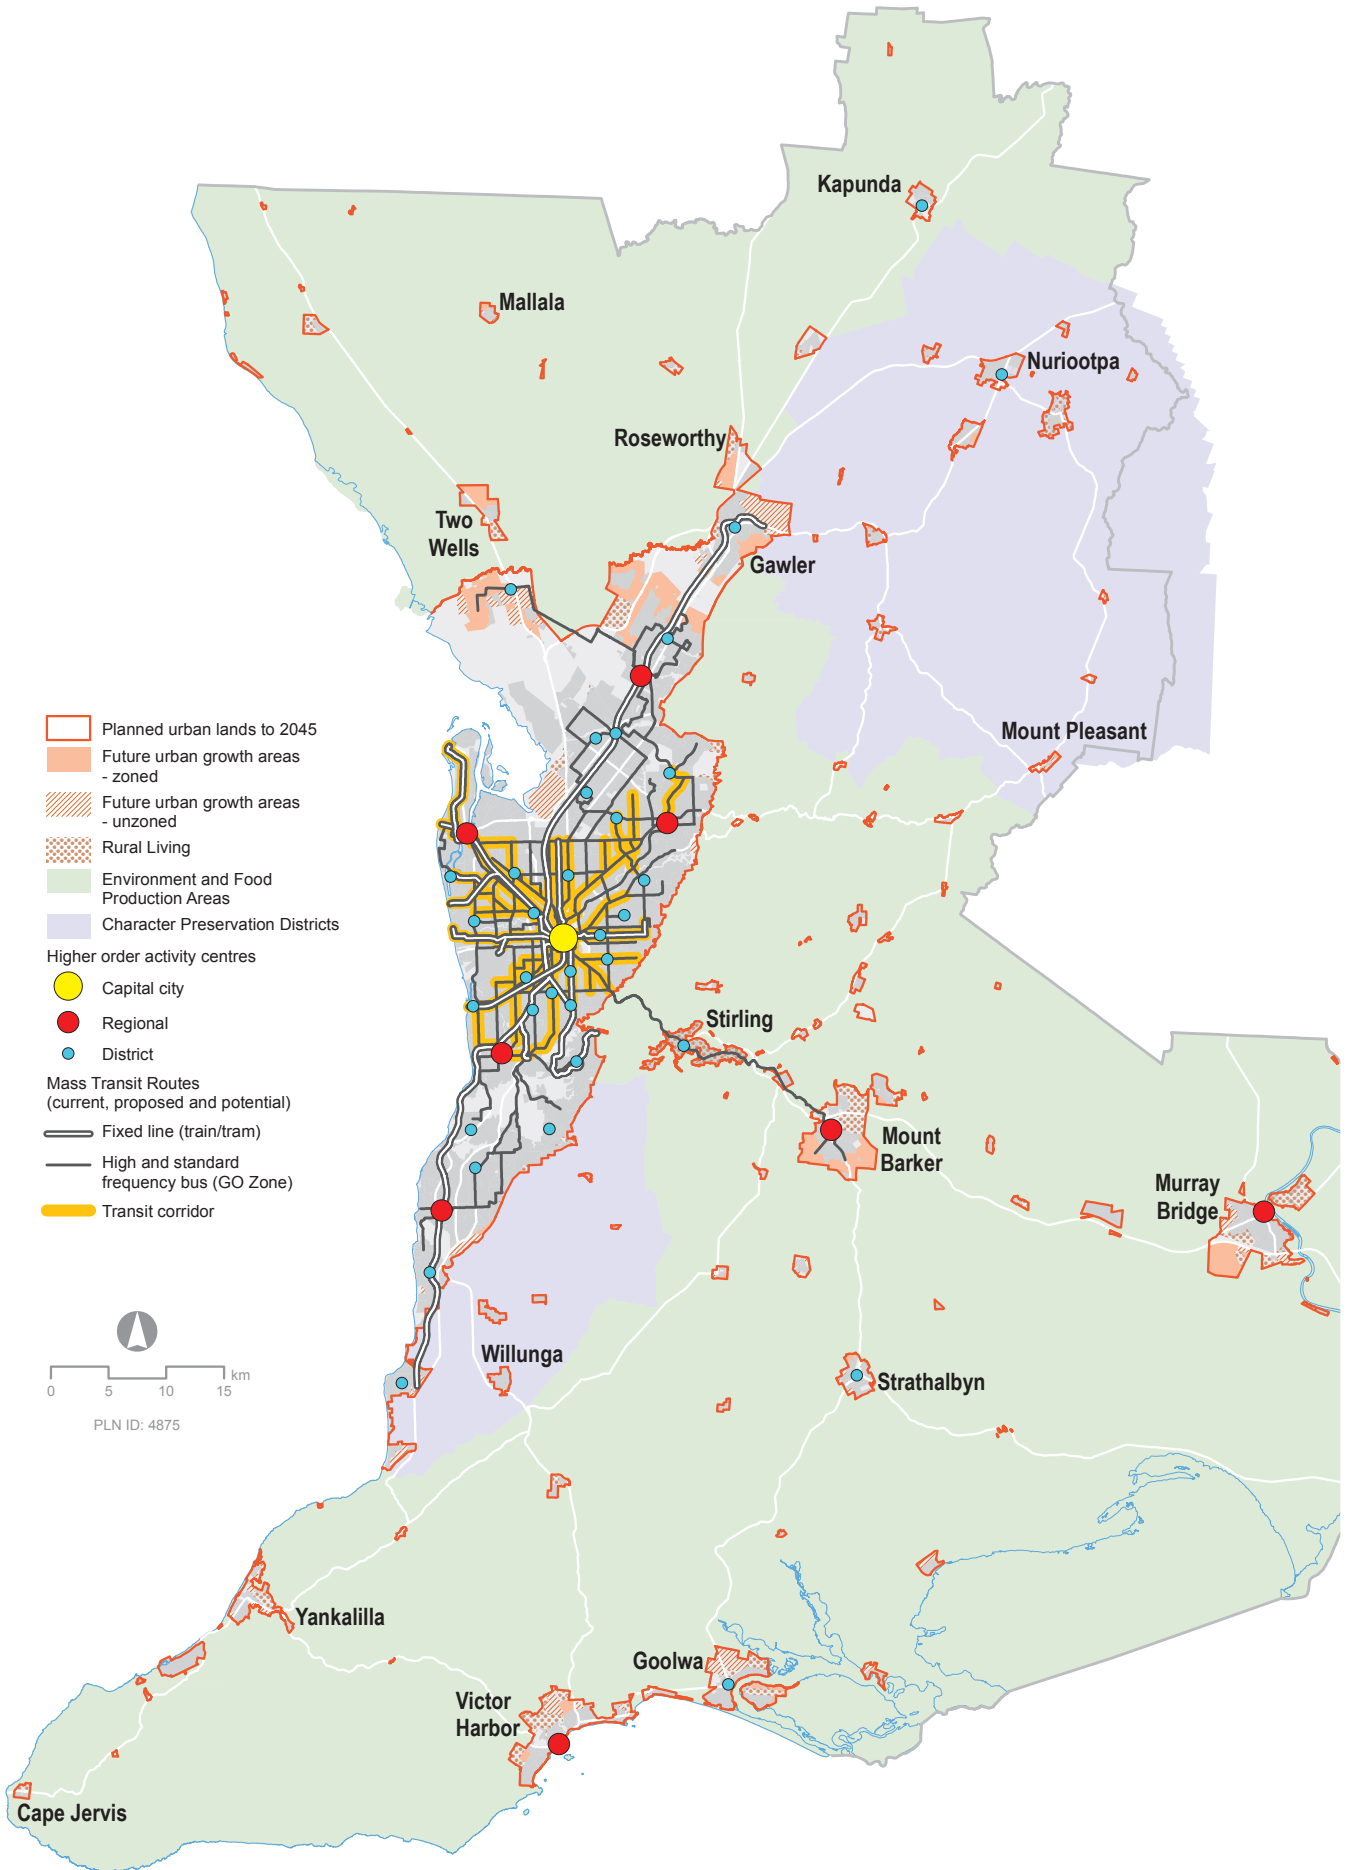 Kapunda
Mallala
Nuriootpa
Roseworthy
Two
Wells
Gawler
Mount Pleasant
Planned urban lands to 2045
Future urban growth areas
- zoned
Future urban growth areas
- unzoned
Rural Living
Environment and Food
Production Areas
Character Preservation Districts
Higher order activity centres
Capital city
Regional
District
Mass Transit Routes
(current, proposed and potential)
Fixed line (train/tram)
High and standard
frequency bus (GO Zone)
Transit corridor
Stirling
Mount
Barker
Murray
Bridge
km
0 5 10 15
PLN ID: 4875
Willunga
Strathalbyn
Yankalilla
Goolwa
Victor
Harbor
Cape Jervis